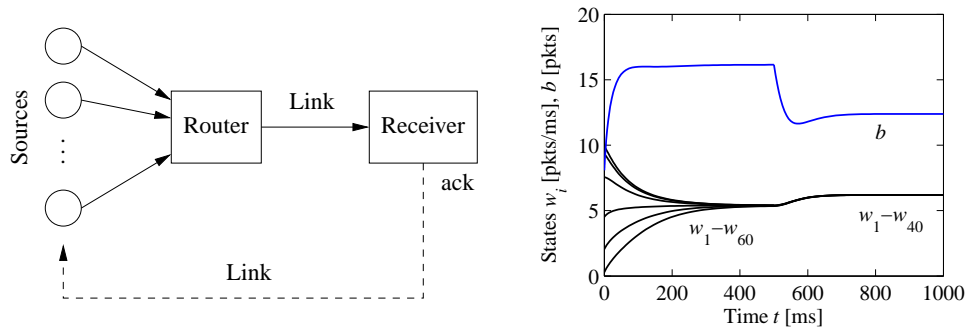 Sources
⋮
Router
Link
Receiver
ack
Link
20
15
10
5
0
States w_i [pkts/ms], b [pkts]
b
w_1–w_60
w_1–w_40
0 200 400 600 800 1000
Time t [ms]